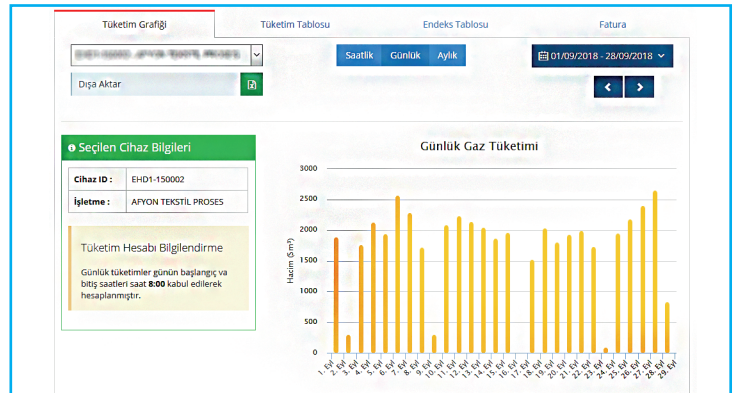 Tüketim Grafiği
Tüketim Tablosu
Endeks Tablosu
Fatura
Saatlik Günlük Aylık
01/09/2018 - 28/09/2018
Dışa Aktar
Seçilen Cihaz Bilgileri
Cihaz ID : EHD1-150002
İşletme : AFYON TEKSTİL PROSES
Tüketim Hesabı Bilgilendirme
Günlük tüketimler günün başlangıç va
bitiş saatleri saat 8:00 kabul edilerek
hesaplanmıştır.
Günlük Gaz Tüketimi
Hacim (Sm³)
3000
2500
2000
1500
1000
500
0
1. Eyl
2. Eyl
3. Eyl
4. Eyl
5. Eyl
6. Eyl
7. Eyl
8. Eyl
9. Eyl
10. Eyl
11. Eyl
12. Eyl
13. Eyl
14. Eyl
15. Eyl
16. Eyl
17. Eyl
18. Eyl
19. Eyl
20. Eyl
21. Eyl
22. Eyl
23. Eyl
24. Eyl
25. Eyl
26. Eyl
27. Eyl
28. Eyl
29. Eyl